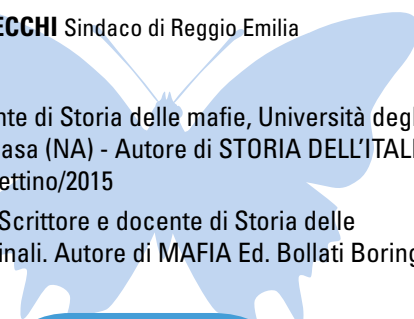 ECCHI Sindaco di Reggio Emilia
nte di Storia delle mafie, Università degl
asa (NA) - Autore di STORIA DELL'ITALI
ettino/2015
Scrittore e docente di Storia delle
inali. Autore di MAFIA Ed. Bollati Boring